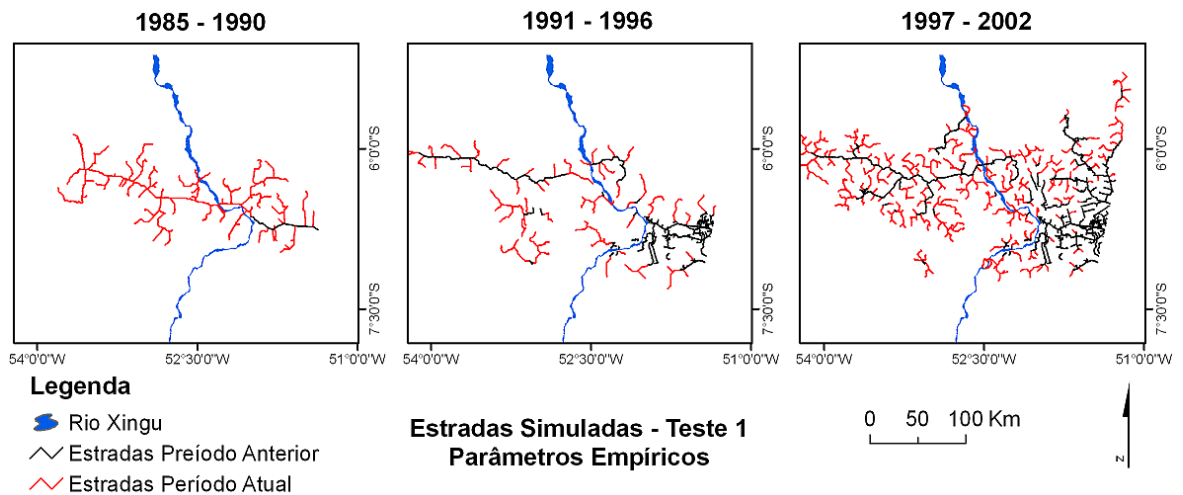 1985 - 1990
1991 - 1996
1997 - 2002
6°0'0"S
7°30'0"S
54°0'0"W
52°30'0"W
51°0'0"W
6°0'0"S
7°30'0"S
54°0'0"W
52°30'0"W
51°0'0"W
6°0'0"S
7°30'0"S
54°0'0"W
52°30'0"W
51°0'0"W
Legenda
Rio Xingu
Estradas Preíodo Anterior
Estradas Período Atual
Estradas Simuladas - Teste 1
Parâmetros Empíricos
0 50 100 Km
N